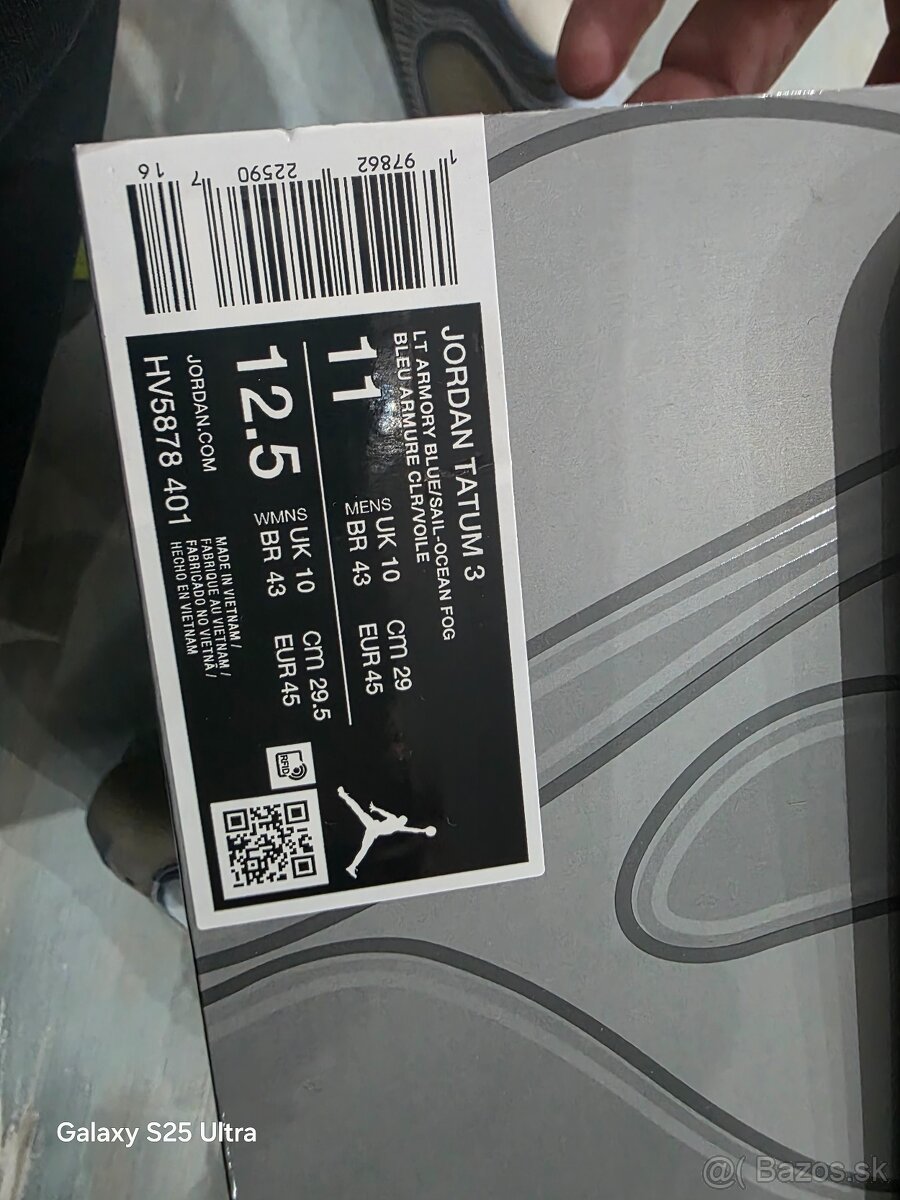 1 97862 22590 7 16
JORDAN TATUM 3
LT ARMORY BLUE/SAIL-OCEAN FOG
BLEU ARMURE CLR/VOILE
11
MENS
UK 10
BR 43
cm 29
EUR 45
12.5
WMNS
UK 10
BR 43
cm 29.5
EUR 45
RFID
JORDAN.COM
HV5878 401
MADE IN VIETNAM /
FABRIQUE AU VIETNAM /
FABRICADO NO VIETNÃ /
HECHO EN VIETNAM
Galaxy S25 Ultra
@( Bazos.sk